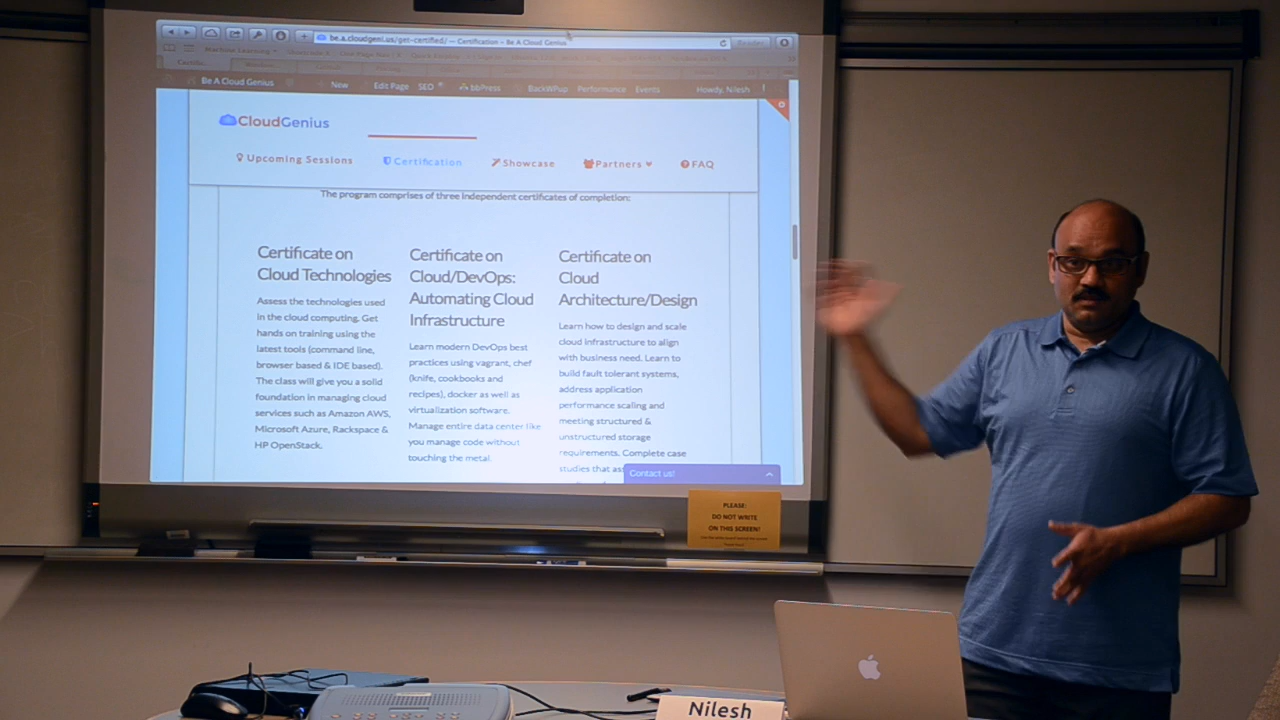 be.a.cloudgeni.us/get-certified/ — Certification – Be A Cloud Genius
Reader
Machine Learning
Be A Cloud Genius
New
Edit Page
SEO
bbPress
BackWPup
Performance
Events
Howdy, Nilesh
CloudGenius
Upcoming Sessions
Certification
Showcase
Partners
FAQ
The program comprises of three independent certificates of completion:
Certificate on
Cloud Technologies
Assess the technologies used
in the cloud computing. Get
hands on training using the
latest tools (command line,
browser based & IDE based).
The class will give you a solid
foundation in managing cloud
services such as Amazon AWS,
Microsoft Azure, Rackspace &
HP OpenStack.
Certificate on
Cloud/DevOps:
Automating Cloud
Infrastructure
Learn modern DevOps best
practices using vagrant, chef
(knife, cookbooks and
recipes), docker as well as
virtualization software.
Manage entire data center like
you manage code without
touching the metal.
Certificate on
Cloud
Architecture/Design
Learn how to design and scale
cloud infrastructure to align
with business need. Learn to
build fault tolerant systems,
address application
performance scaling and
meeting structured &
unstructured storage
requirements. Complete case
studies that
Contact us!
PLEASE:
DO NOT WRITE
ON THIS SCREEN!
Nilesh